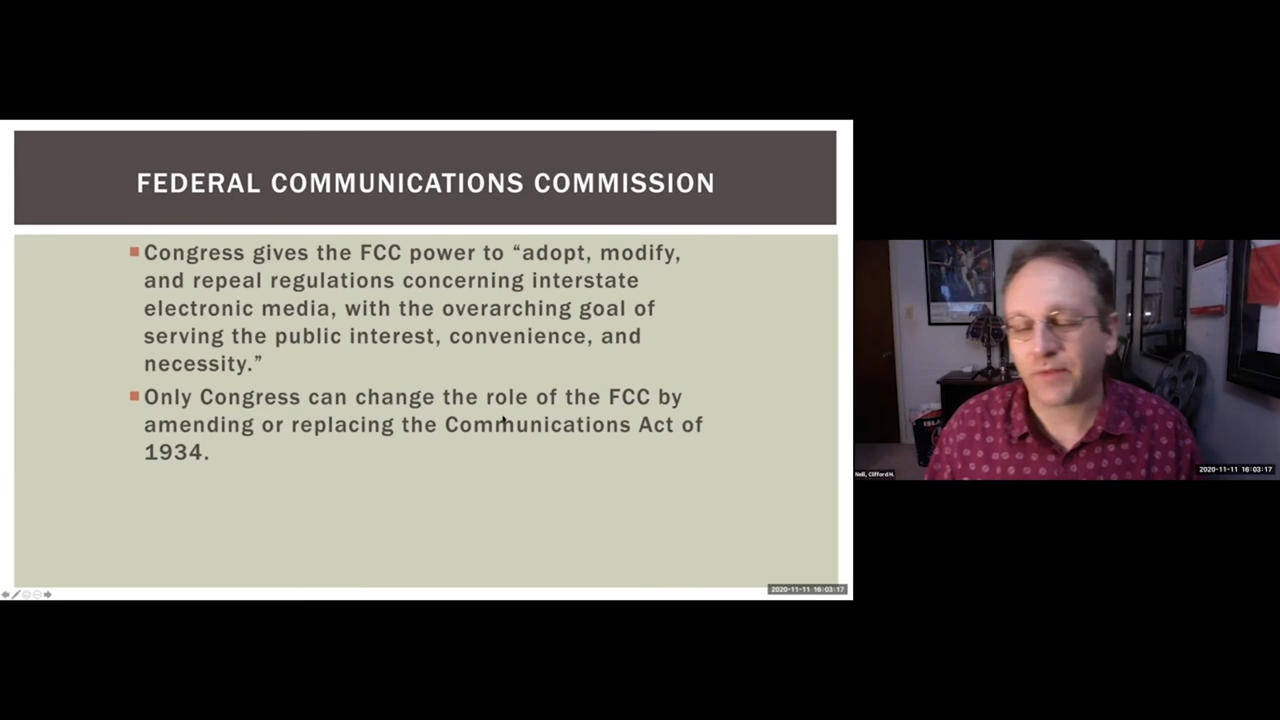 FEDERAL COMMUNICATIONS COMMISSION
Congress gives the FCC power to “adopt, modify,
and repeal regulations concerning interstate
electronic media, with the overarching goal of
serving the public interest, convenience, and
necessity.”
Only Congress can change the role of the FCC by
amending or replacing the Communications Act of
1934.
2020-11-11 16:03:17
Neill, Clifford H.
2020-11-11 16:03:17